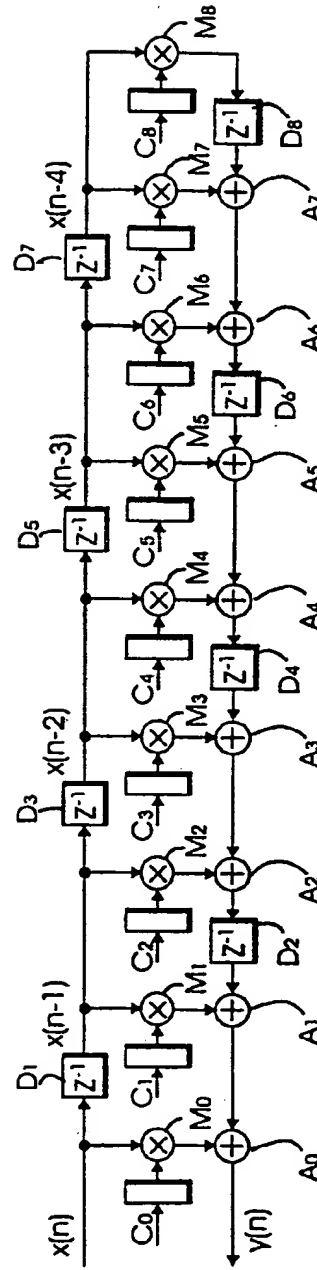 x(n) D1 x(n-1) D3 x(n-2) D5 x(n-3) D7 x(n-4)
Z-1 Z-1 Z-1 Z-1
M0 M1 M2 M3 M4 M5 M6 M7 M8
C0 C1 C2 C3 C4 C5 C6 C7 C8
y(n) Z-1 Z-1 Z-1 Z-1
A0 A1 D2 A2 A3 D4 A4 A5 D6 A6 A7 D8